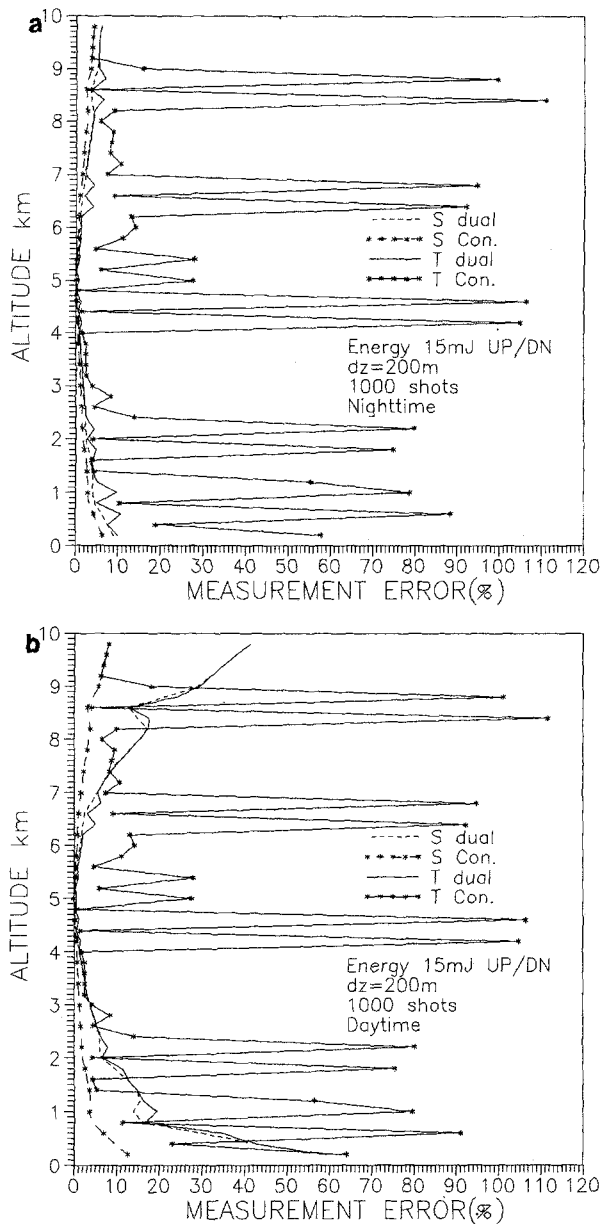 a
10
9
8
7
6
5
4
3
2
1
0
ALTITUDE km
S dual
S Con.
T dual
T Con.
Energy 15mJ UP/DN
dz=200m
1000 shots
Nighttime
0 10 20 30 40 50 60 70 80 90 100 110 120
MEASUREMENT ERROR(%)
b
10
9
8
7
6
5
4
3
2
1
0
ALTITUDE km
S dual
S Con.
T dual
T Con.
Energy 15mJ UP/DN
dz=200m
1000 shots
Daytime
0 10 20 30 40 50 60 70 80 90 100 110 120
MEASUREMENT ERROR(%)